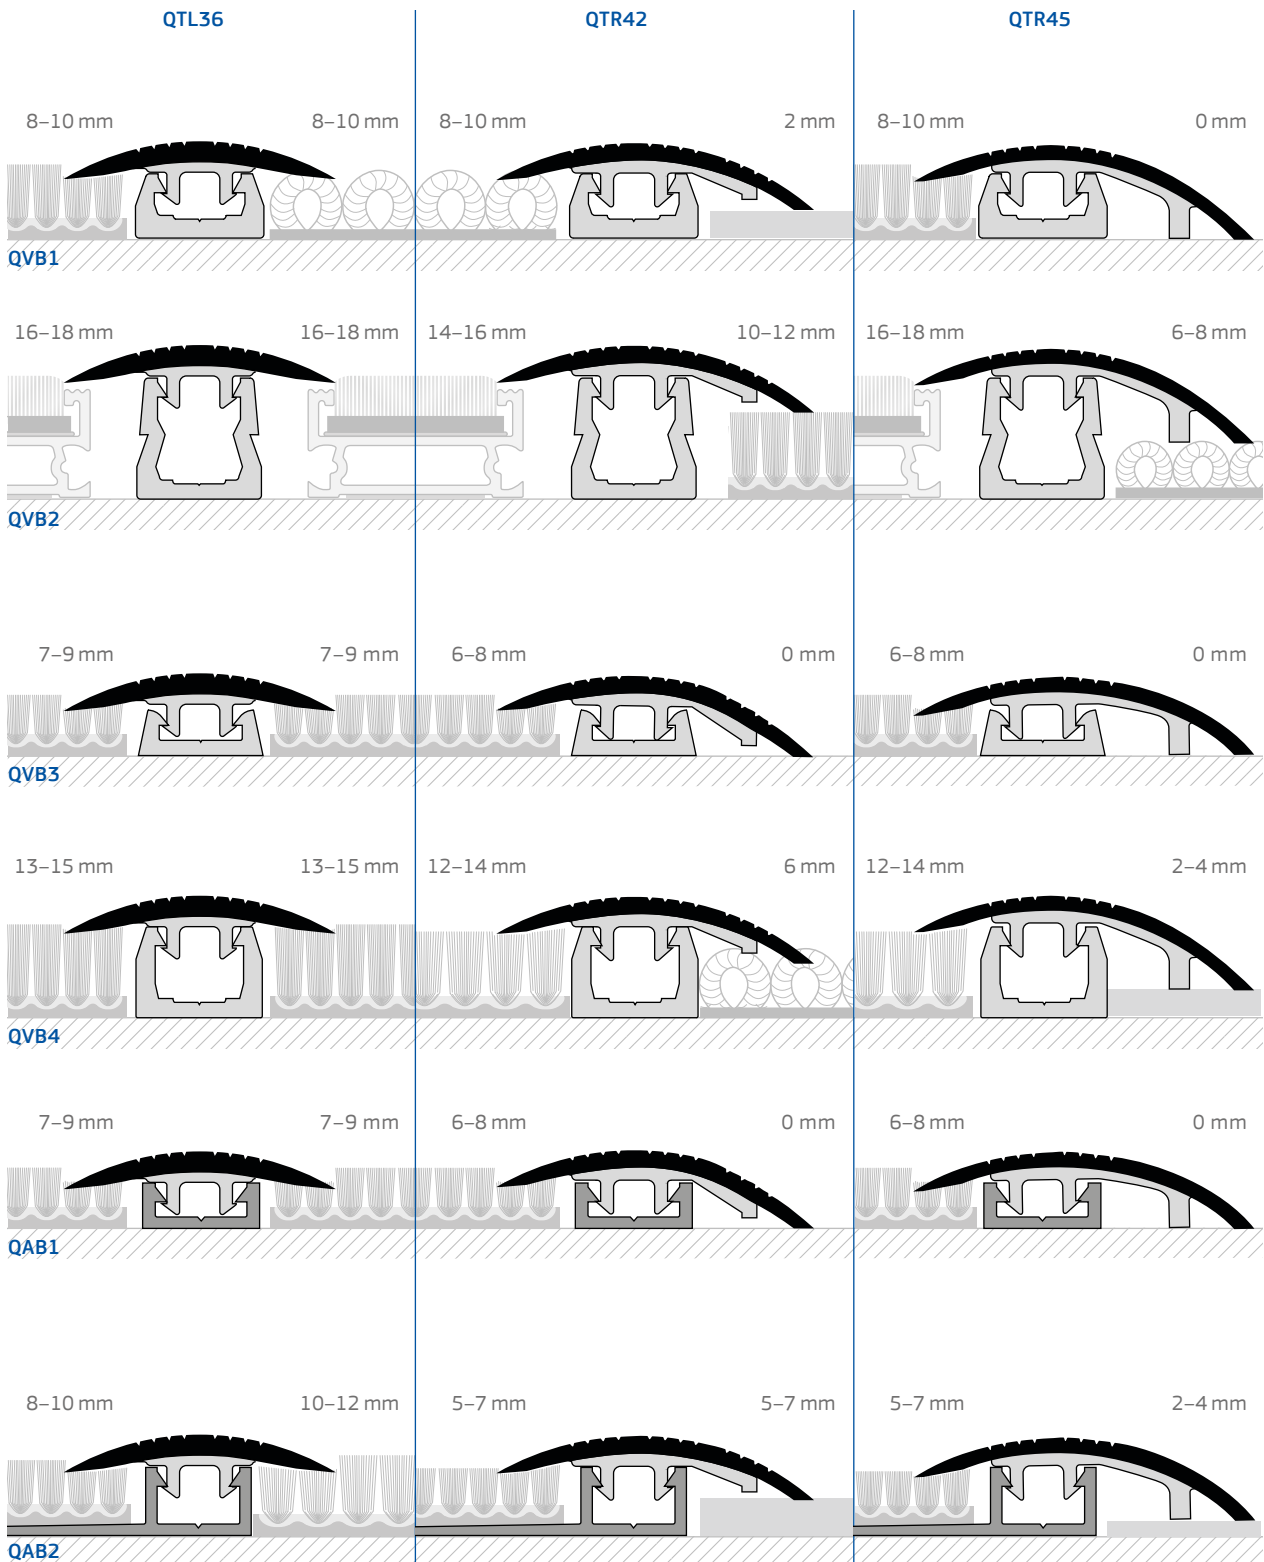 QTL36 QTR42 QTR45
8–10 mm 8–10 mm 8–10 mm 2 mm 8–10 mm 0 mm
QVB1
16–18 mm 16–18 mm 14–16 mm 10–12 mm 16–18 mm 6–8 mm
QVB2
7–9 mm 7–9 mm 6–8 mm 0 mm 6–8 mm 0 mm
QVB3
13–15 mm 13–15 mm 12–14 mm 6 mm 12–14 mm 2–4 mm
QVB4
7–9 mm 7–9 mm 6–8 mm 0 mm 6–8 mm 0 mm
QAB1
8–10 mm 10–12 mm 5–7 mm 5–7 mm 5–7 mm 2–4 mm
QAB2